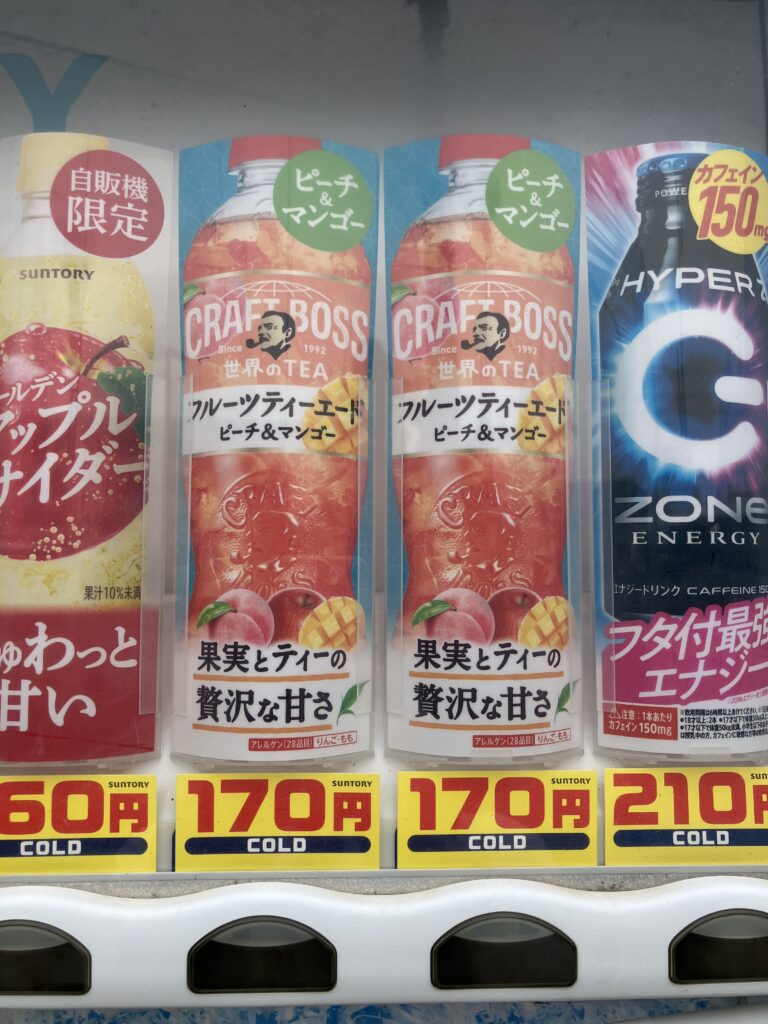 Y
自販機
限定
SUNTORY
ールデン
アップル
サイダー
果汁10%未満
ゅわっと
甘い
60円
SUNTORY
COLD
ピーチ
&
マンゴー
CRAFT BOSS
Since 1992
世界のTEA
フルーツティーエード
ピーチ&マンゴー
果実とティーの
贅沢な甘さ
アレルゲン(28品目) りんご・もも
170円
SUNTORY
COLD
ピーチ
&
マンゴー
CRAFT BOSS
Since 1992
世界のTEA
フルーツティーエード
ピーチ&マンゴー
果実とティーの
贅沢な甘さ
アレルゲン(28品目) りんご・もも
170円
SUNTORY
COLD
カフェイン
150mg
POWE
HYPER Z
ZONe
ENERGY
エナジードリンク CAFFEINE 150
フタ付最強
エナジー
注意:1本あたり
カフェイン150mg
210円
SUNTORY
COLD